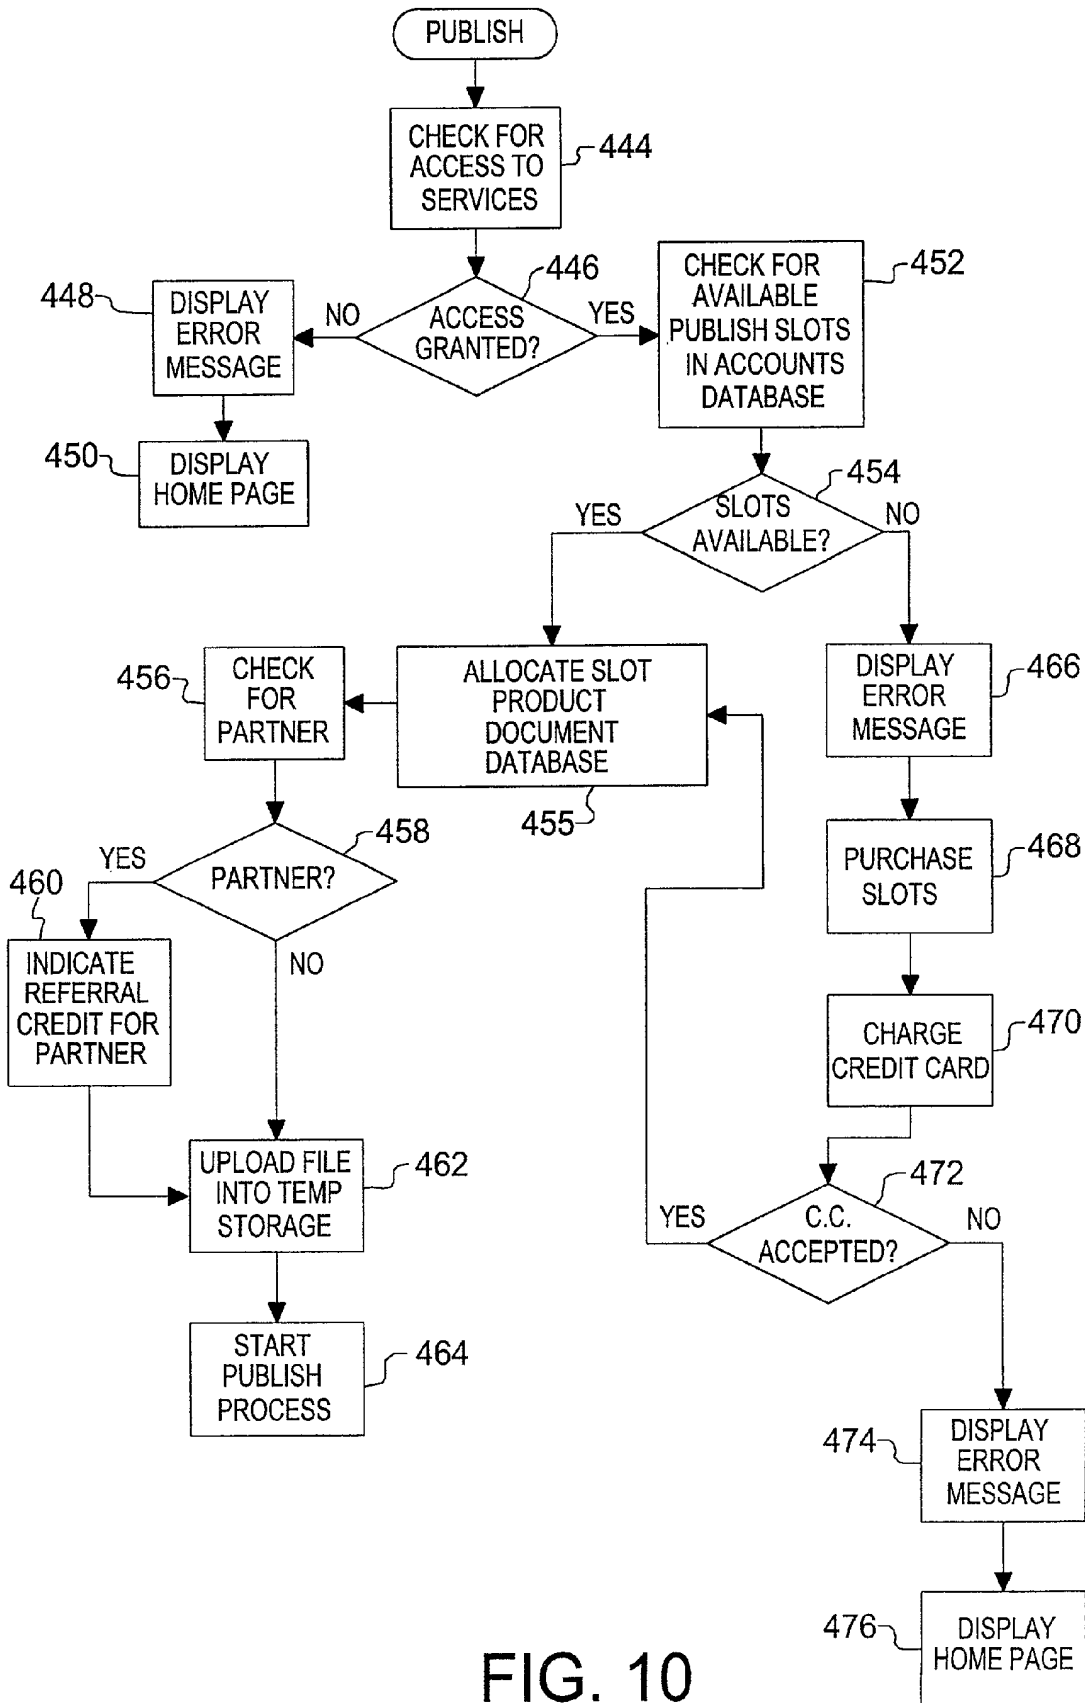 PUBLISH
CHECK FOR
ACCESS TO
SERVICES
444
446
ACCESS
GRANTED?
NO
YES
448
DISPLAY
ERROR
MESSAGE
450
DISPLAY
HOME PAGE
452
CHECK FOR
AVAILABLE
PUBLISH SLOTS
IN ACCOUNTS
DATABASE
454
SLOTS
AVAILABLE?
YES
NO
ALLOCATE SLOT
PRODUCT
DOCUMENT
DATABASE
455
456
CHECK
FOR
PARTNER
458
PARTNER?
YES
NO
460
INDICATE
REFERRAL
CREDIT FOR
PARTNER
UPLOAD FILE
INTO TEMP
STORAGE
462
START
PUBLISH
PROCESS
464
DISPLAY
ERROR
MESSAGE
466
PURCHASE
SLOTS
468
CHARGE
CREDIT CARD
470
472
C.C.
ACCEPTED?
YES
NO
474
DISPLAY
ERROR
MESSAGE
476
DISPLAY
HOME PAGE
FIG. 10